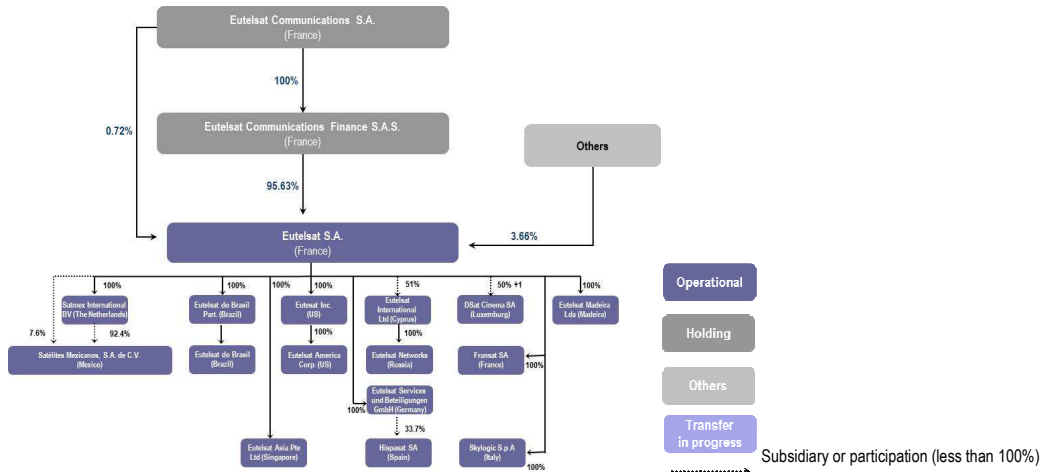 Eutelsat Communications S.A.
(France)
100%
0.72%
Eutelsat Communications Finance S.A.S.
(France)
Others
95.63%
Eutelsat S.A.
(France)
3.66%
100%
100%
100%
100%
51%
50% +1
100%
Satmex International
BV (The Netherlands)
Eutelsat do Brasil
Part. (Brazil)
Eutesat Inc.
(US)
Eutelsat
International
Ltd (Cyprus)
DSat Cinema SA
(Luxemburg)
Eutelsat Madeira
Lda (Madeira)
7.6%
92.4%
100%
100%
100%
Satélites Mexicanos, S.A. de C.V.
(Mexico)
Eutelsat do Brasil
(Brazil)
Eutelsat America
Corp. (US)
Eutelsat Networks
(Russia)
Fransat SA
(France)
100%
Eutelsat Services
und Beteiligungen
GmbH (Germany)
100%
33.7%
Eutelsat Asia Pte
Ltd (Singapore)
Hispasat SA
(Spain)
Skylogic S.p.A
(Italy)
100%
Operational
Holding
Others
Transfer
in progress
Subsidiary or participation (less than 100%)